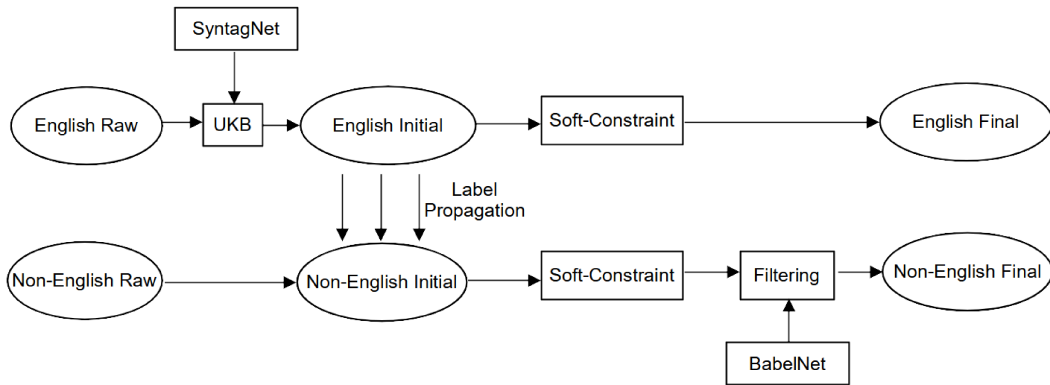 SyntagNet
English Raw
UKB
English Initial
Soft-Constraint
English Final
Label
Propagation
Non-English Raw
Non-English Initial
Soft-Constraint
Filtering
Non-English Final
BabelNet